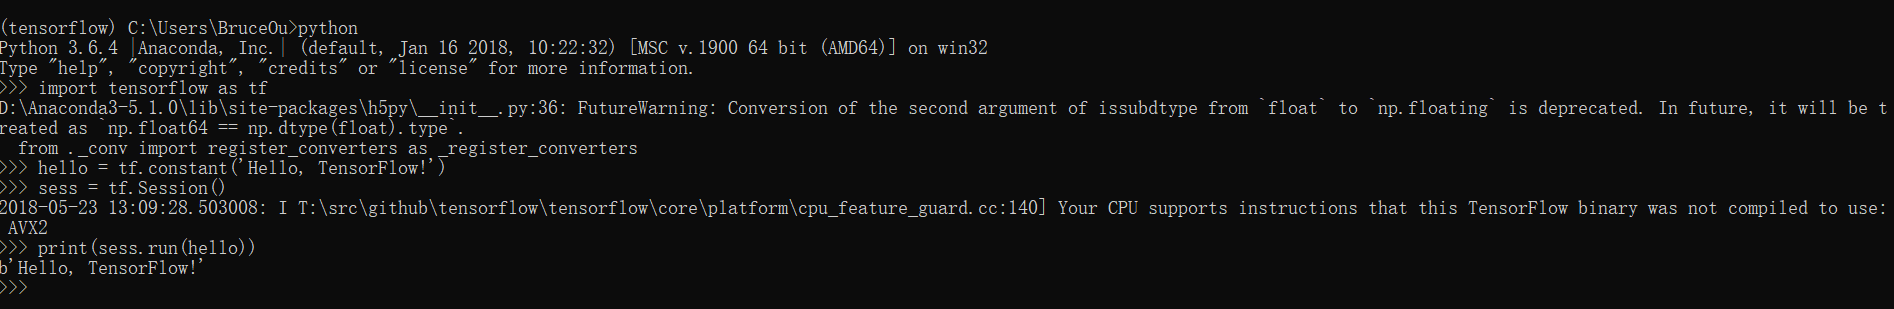 (tensorflow) C:\Users\BruceOu>python
Python 3.6.4 |Anaconda, Inc.| (default, Jan 16 2018, 10:22:32) [MSC v.1900 64 bit (AMD64)] on win32
Type "help", "copyright", "credits" or "license" for more information.
>>> import tensorflow as tf
D:\Anaconda3-5.1.0\lib\site-packages\h5py\__init__.py:36: FutureWarning: Conversion of the second argument of issubdtype from `float` to `np.floating` is deprecated. In future, it will be t
reated as `np.float64 == np.dtype(float).type`.
  from ._conv import register_converters as _register_converters
>>> hello = tf.constant('Hello, TensorFlow!')
>>> sess = tf.Session()
2018-05-23 13:09:28.503008: I T:\src\github\tensorflow\tensorflow\core\platform\cpu_feature_guard.cc:140] Your CPU supports instructions that this TensorFlow binary was not compiled to use:
 AVX2
>>> print(sess.run(hello))
b'Hello, TensorFlow!'
>>>